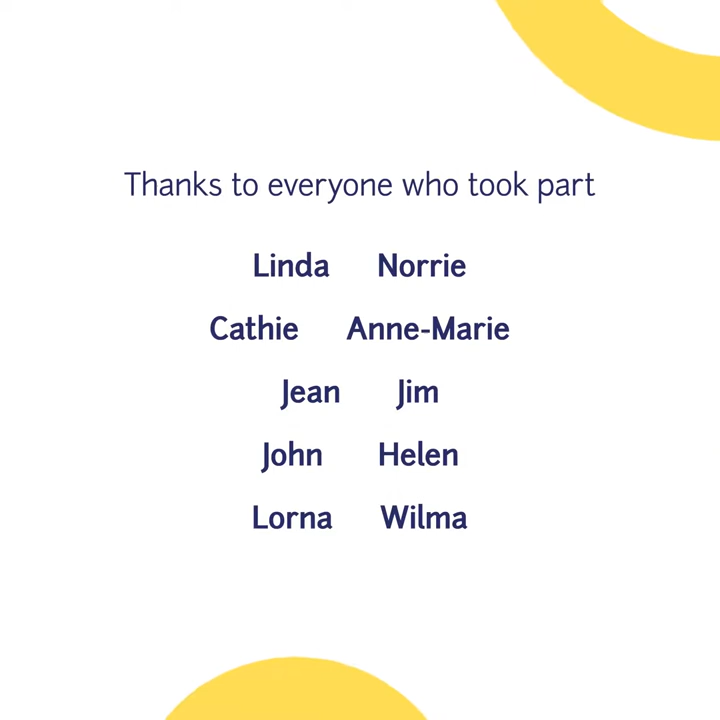 Thanks to everyone who took part
Linda Norrie
Cathie Anne-Marie
Jean Jim
John Helen
Lorna Wilma